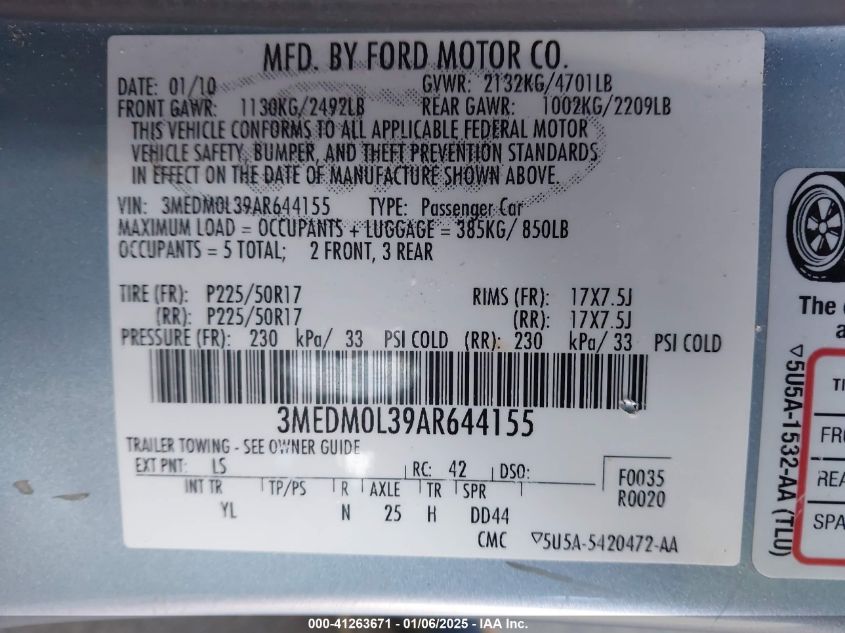 MFD. BY FORD MOTOR CO.
DATE: 01/10 GVWR: 2132KG/4701LB
FRONT GAWR: 1130KG/2492LB REAR GAWR: 1002KG/2209LB
THIS VEHICLE CONFORMS TO ALL APPLICABLE FEDERAL MOTOR
VEHICLE SAFETY, BUMPER, AND THEFT PREVENTION STANDARDS
IN EFFECT ON THE DATE OF MANUFACTURE SHOWN ABOVE.
VIN: 3MEDM0L39AR644155 TYPE: Passenger Car
MAXIMUM LOAD = OCCUPANTS + LUGGAGE = 385KG/ 850LB
OCCUPANTS = 5 TOTAL; 2 FRONT, 3 REAR
TIRE (FR): P225/50R17 RIMS (FR): 17X7.5J
(RR): P225/50R17 (RR): 17X7.5J
PRESSURE (FR): 230 kPa/ 33 PSI COLD (RR): 230 kPa/ 33 PSI COLD
3MEDM0L39AR644155
TRAILER TOWING - SEE OWNER GUIDE
EXT PNT: LS RC: 42 DSO:
F0035
R0020
INT TR TP/PS R AXLE TR SPR
YL N 25 H DD44
CMC ▽5U5A-5420472-AA
The
▽5U5A-1532-AA (TLU)
FR
REA
SPA
000-41263671 - 01/06/2025 - IAA Inc.